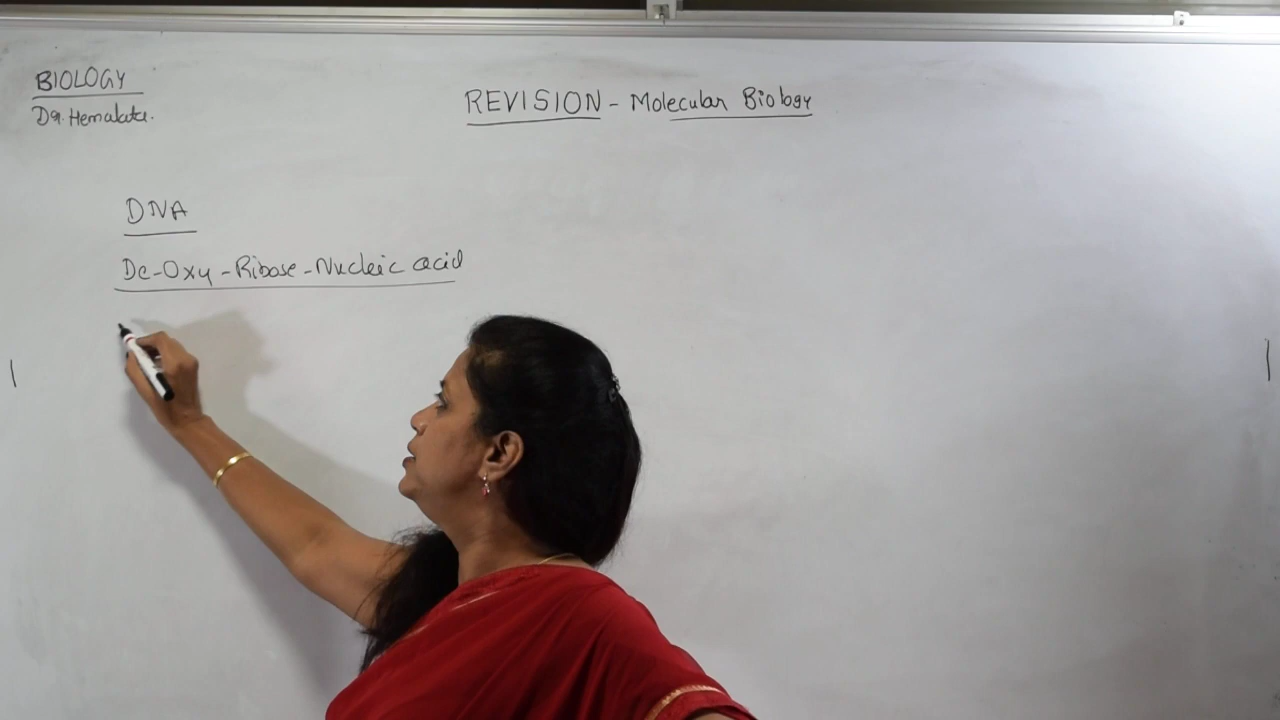 BIOLOGY
Dr. Hemalata.
REVISION - Molecular Biology
DNA
De-Oxy-Ribose-Nucleic acid